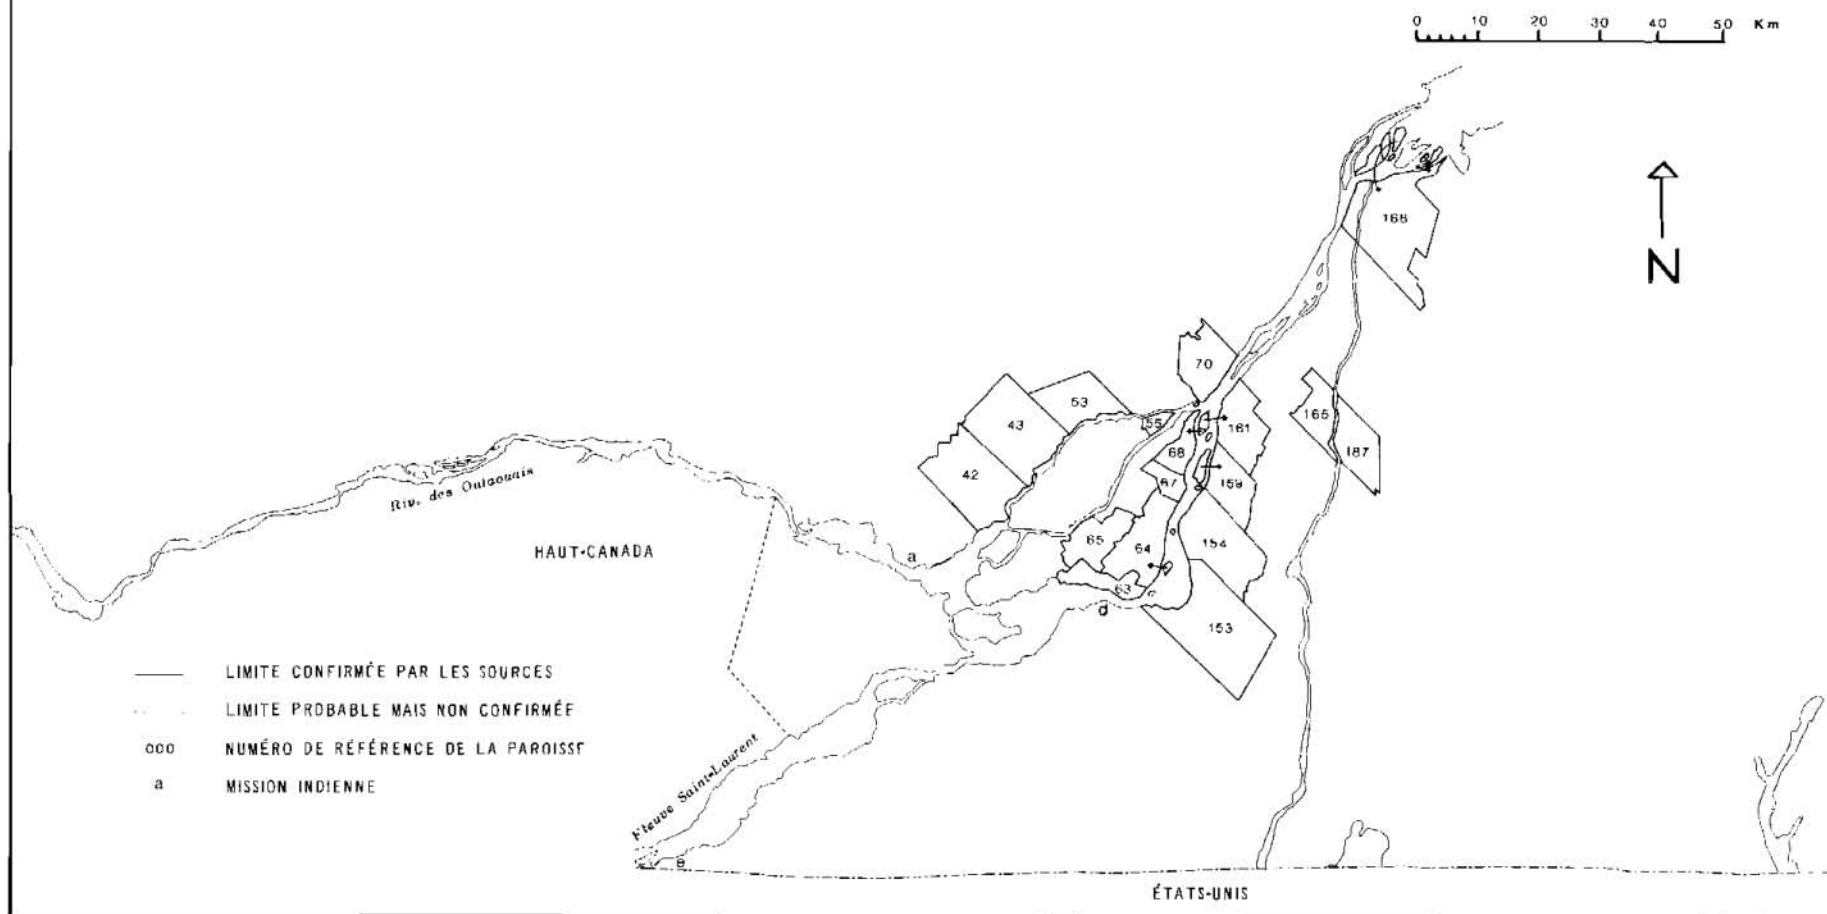 0 10 20 30 40 50 Km
168
N
70
53
43
55
161
165
68
187
42
67
159
Riv. des Outaouais
HAUT-CANADA
65
64
154
a
63
d
153
LIMITE CONFIRMÉE PAR LES SOURCES
LIMITE PROBABLE MAIS NON CONFIRMÉE
000 NUMÉRO DE RÉFÉRENCE DE LA PAROISSE
a MISSION INDIENNE
Fleuve Saint-Laurent
e
ÉTATS-UNIS